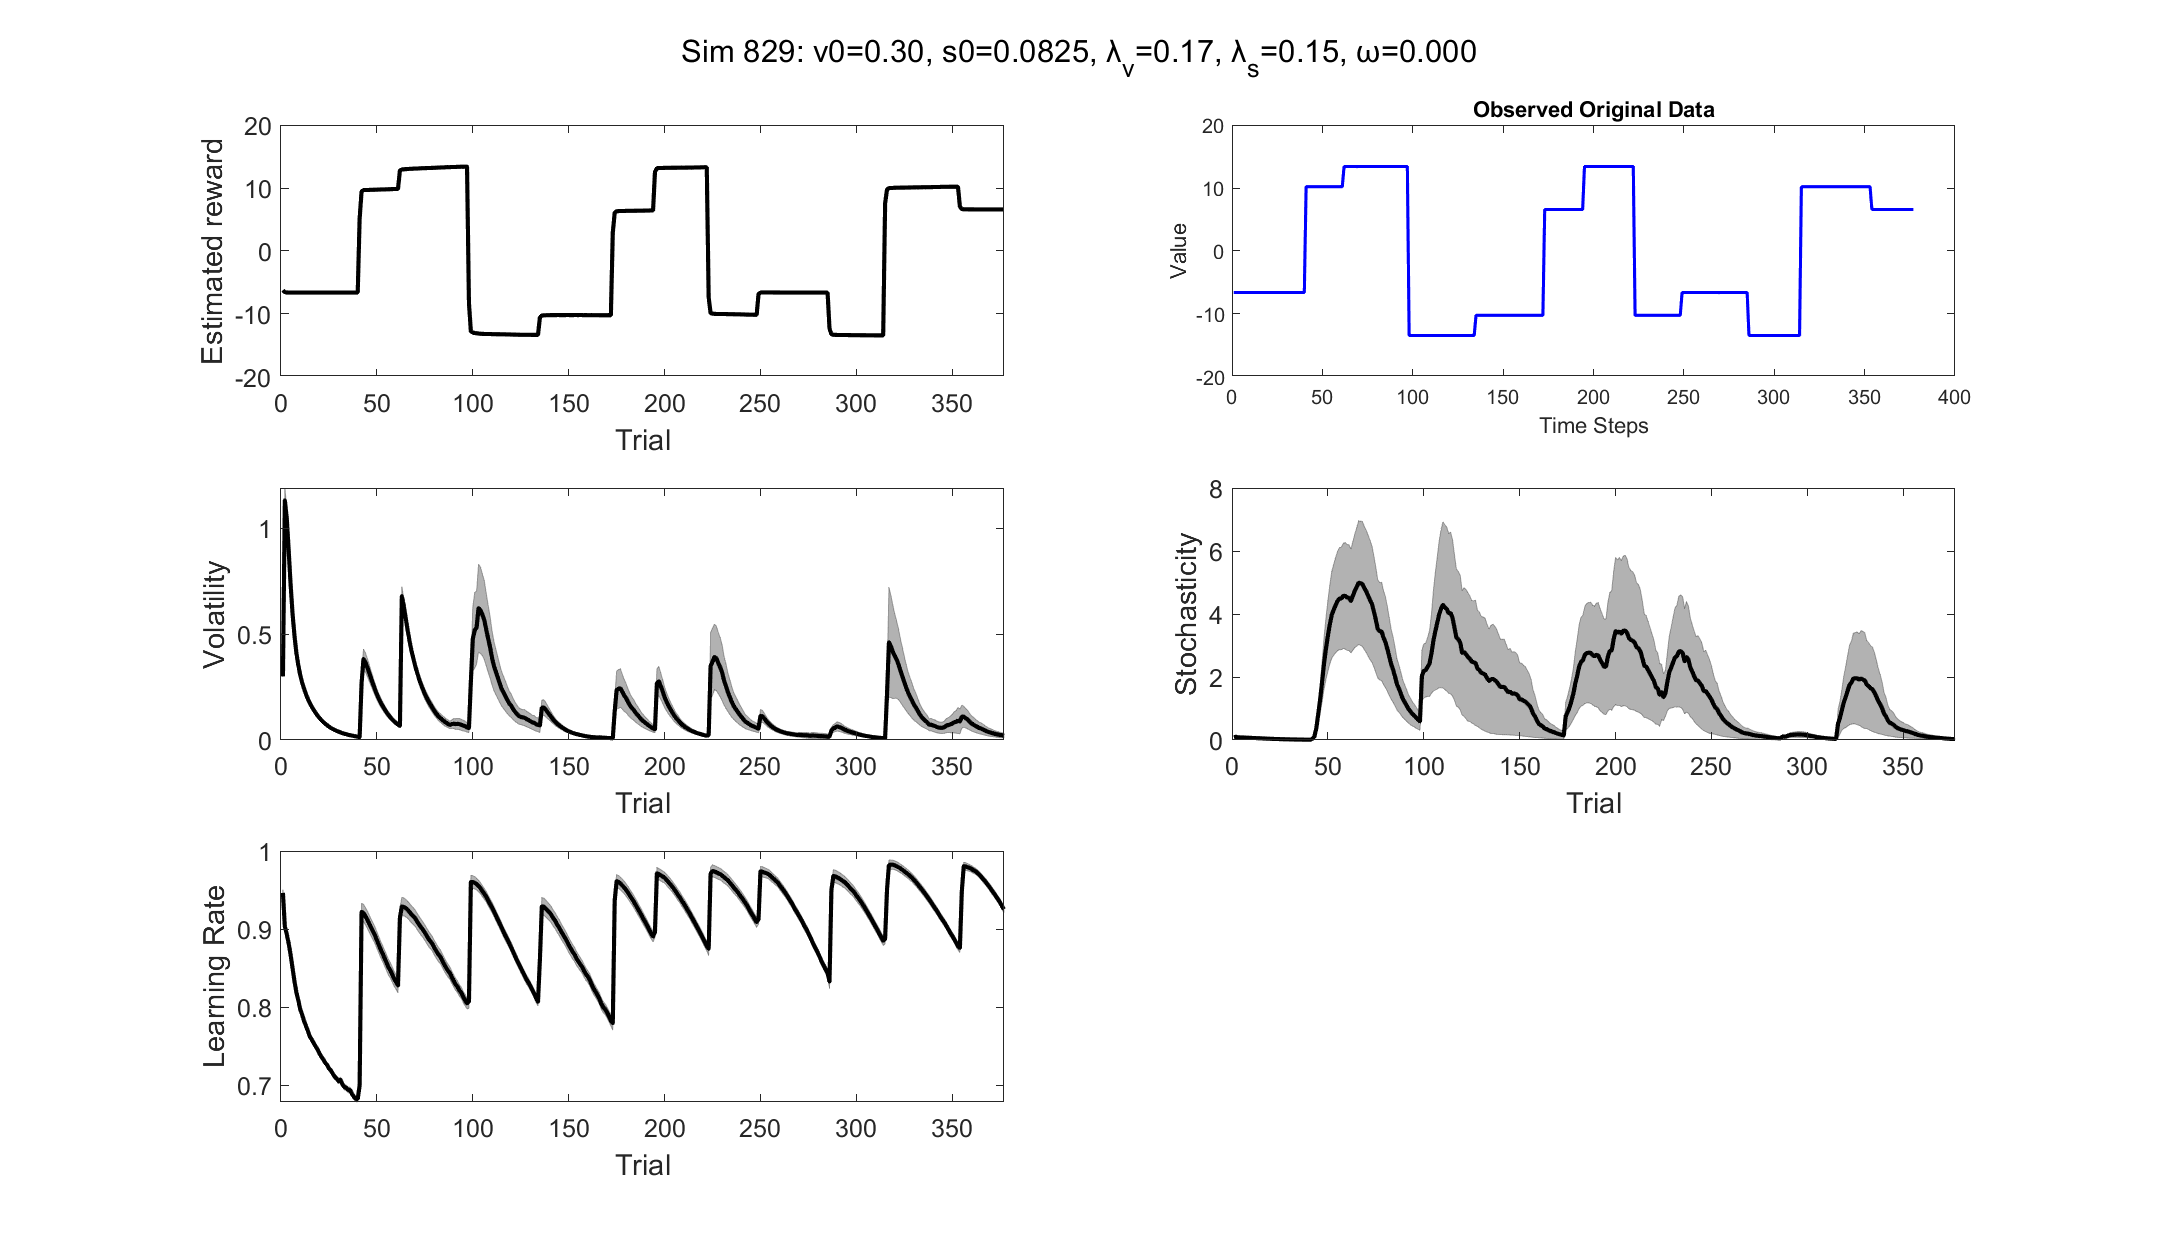 Sim 829: v0=0.30, s0=0.0825, λv=0.17, λs=0.15, ω=0.000
Estimated reward
20
10
0
-10
-20
0 50 100 150 200 250 300 350
Trial
Observed Original Data
Value
20
10
0
-10
-20
0 50 100 150 200 250 300 350 400
Time Steps
Volatility
1
0.5
0
0 50 100 150 200 250 300 350
Trial
Stochasticity
8
6
4
2
0
0 50 100 150 200 250 300 350
Trial
Learning Rate
1
0.9
0.8
0.7
0 50 100 150 200 250 300 350
Trial